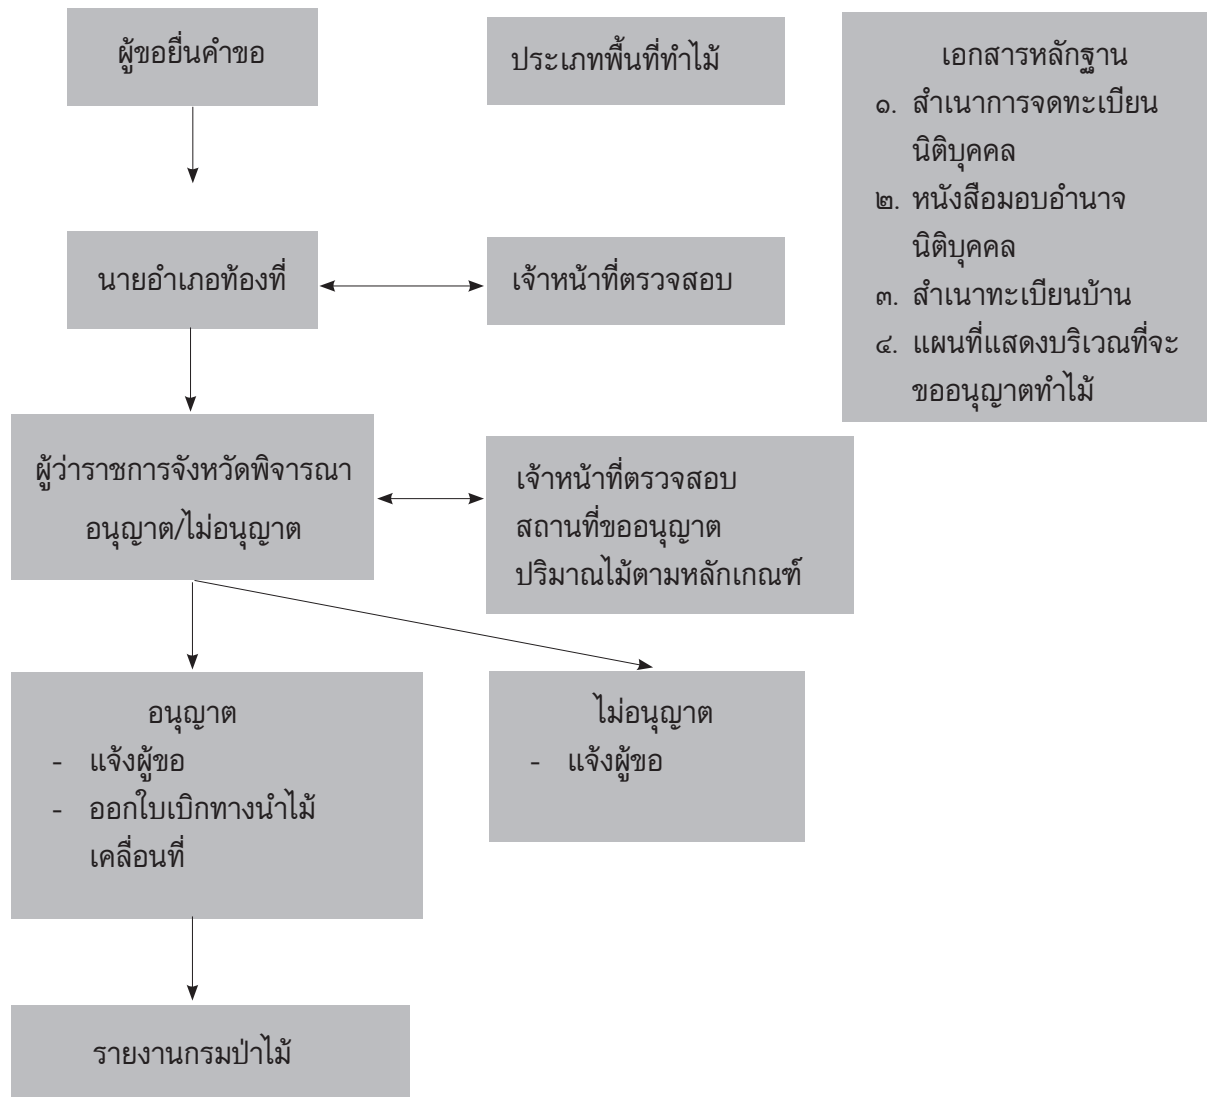 ผู้ขอยื่นคำขอ
ประเภทพื้นที่ทำไม้
เอกสารหลักฐาน
๑. สำเนาการจดทะเบียน
นิติบุคคล
๒. หนังสือมอบอำนาจ
นิติบุคคล
๓. สำเนาทะเบียนบ้าน
๔. แผนที่แสดงบริเวณที่จะ
ขออนุญาตทำไม้
นายอำเภอท้องที่
เจ้าหน้าที่ตรวจสอบ
ผู้ว่าราชการจังหวัดพิจารณา
อนุญาต/ไม่อนุญาต
เจ้าหน้าที่ตรวจสอบ
สถานที่ขออนุญาต
ปริมาณไม้ตามหลักเกณฑ์
อนุญาต
- แจ้งผู้ขอ
- ออกใบเบิกทางนำไม้
เคลื่อนที่
ไม่อนุญาต
- แจ้งผู้ขอ
รายงานกรมป่าไม้